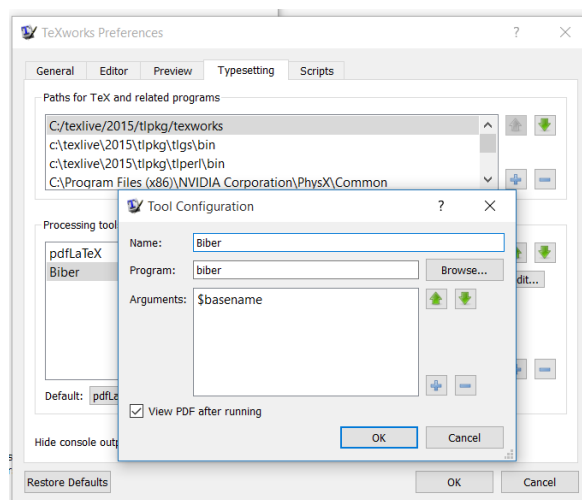 TeXworks Preferences
General Editor Preview Typesetting Scripts
Paths for TeX and related programs
C:/texlive/2015/tlpkg/texworks
c:\texlive\2015\tlpkg\tlgs\bin
c:\texlive\2015\tlpkg\tlperl\bin
C:\Program Files (x86)\NVIDIA Corporation\PhysX\Common
Processing tool
pdfLaTeX
Biber
dit...
Tool Configuration
Name: Biber
Program: biber Browse...
Arguments: $basename
View PDF after running
OK Cancel
Default: pdfLa
Hide console outp
Restore Defaults OK Cancel